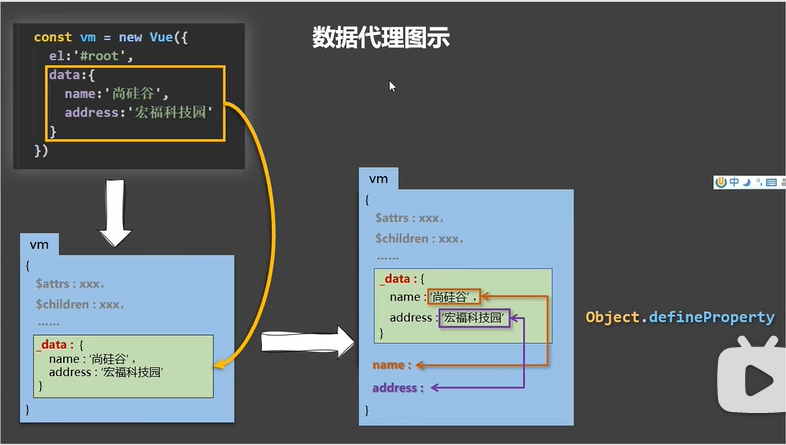 数据代理图示
const vm = new Vue({
el:'#root',
data:{
name:'尚硅谷',
address:'宏福科技园'
}
})
vm
{
$attrs : xxx,
$children : xxx,
……
_data : {
name : '尚硅谷' ,
address : '宏福科技园'
}
}
vm
{
$attrs : xxx,
$children : xxx,
……
_data : {
name : '尚硅谷' ,
address : '宏福科技园'
}
name :
address :
}
Object.defineProperty
中